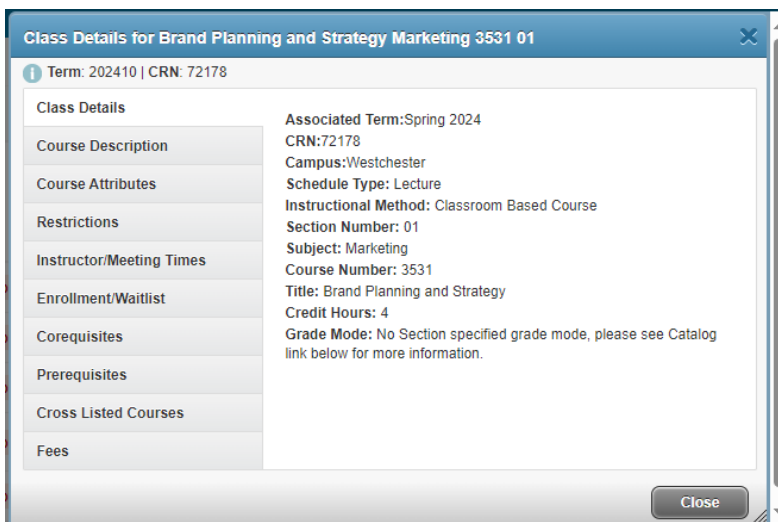 Class Details for Brand Planning and Strategy Marketing 3531 01
Term: 202410 | CRN: 72178
Class Details
Course Description
Course Attributes
Restrictions
Instructor/Meeting Times
Enrollment/Waitlist
Corequisites
Prerequisites
Cross Listed Courses
Fees
Associated Term:Spring 2024
CRN:72178
Campus:Westchester
Schedule Type: Lecture
Instructional Method: Classroom Based Course
Section Number: 01
Subject: Marketing
Course Number: 3531
Title: Brand Planning and Strategy
Credit Hours: 4
Grade Mode: No Section specified grade mode, please see Catalog
link below for more information.
Close